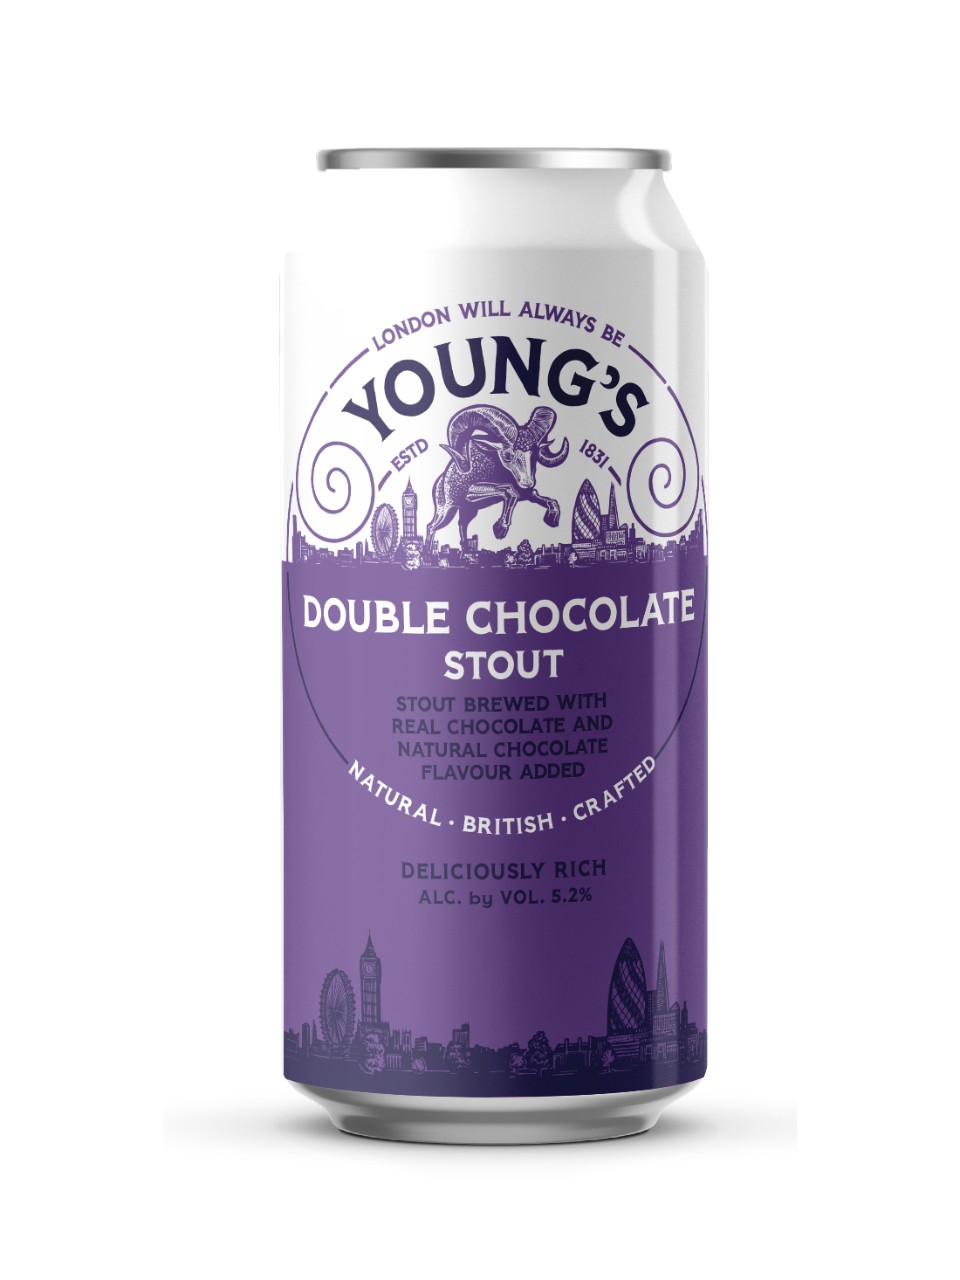 LONDON WILL ALWAYS BE
YOUNG'S
ESTD 1831
DOUBLE CHOCOLATE
STOUT
STOUT BREWED WITH
REAL CHOCOLATE AND
NATURAL CHOCOLATE
FLAVOUR ADDED
NATURAL · BRITISH · CRAFTED
DELICIOUSLY RICH
ALC. by VOL. 5.2%